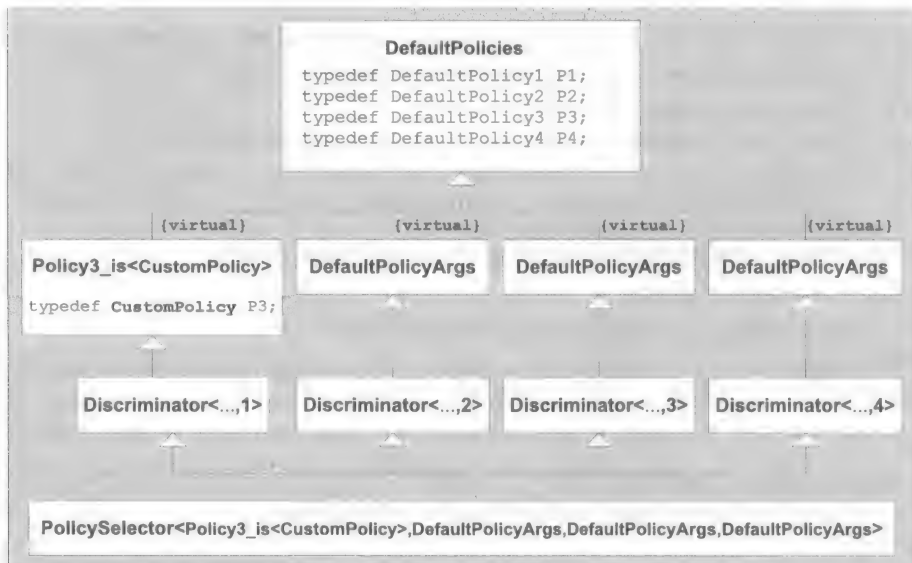 DefaultPolicies
typedef DefaultPolicy1 P1;
typedef DefaultPolicy2 P2;
typedef DefaultPolicy3 P3;
typedef DefaultPolicy4 P4;
{virtual} {virtual} {virtual} {virtual}
Policy3_is<CustomPolicy> DefaultPolicyArgs DefaultPolicyArgs DefaultPolicyArgs
typedef CustomPolicy P3;
Discriminator<...,1> Discriminator<...,2> Discriminator<...,3> Discriminator<...,4>
PolicySelector<Policy3_is<CustomPolicy>,DefaultPolicyArgs,DefaultPolicyArgs,DefaultPolicyArgs>